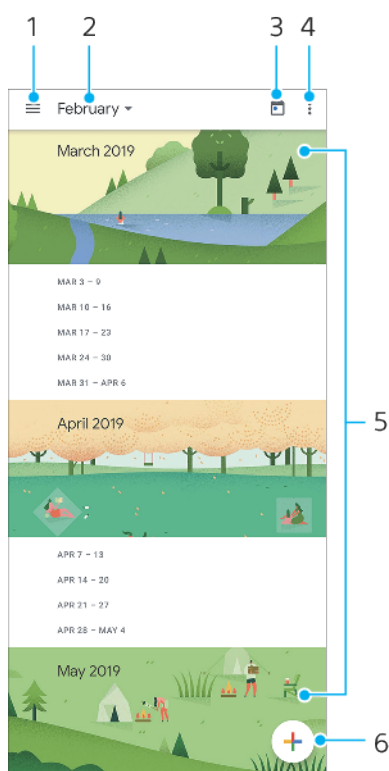 1 2 3 4
February
March 2019
MAR 3 – 9
MAR 10 – 16
MAR 17 – 23
MAR 24 – 30
MAR 31 – APR 6
April 2019
5
APR 7 – 13
APR 14 – 20
APR 21 – 27
APR 28 – MAY 4
May 2019
6